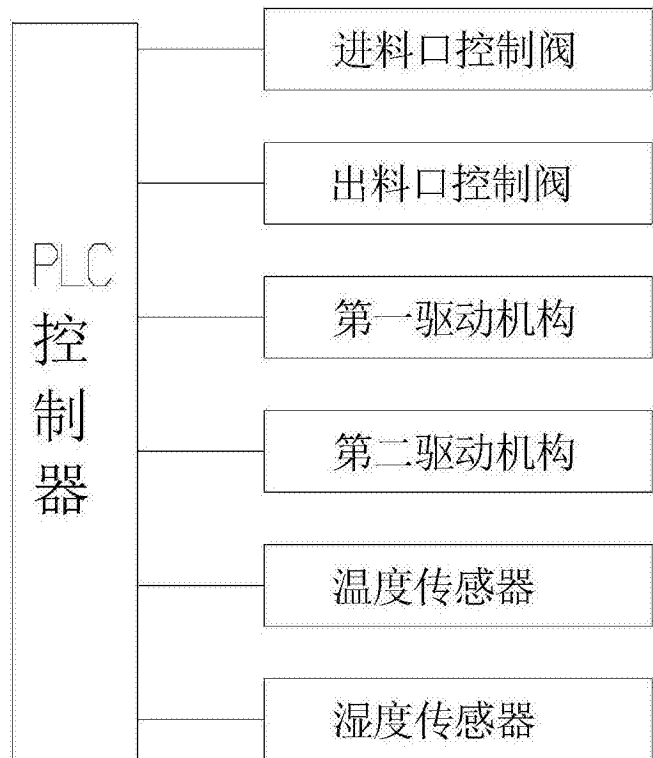 PLC
控
制
器
进料口控制阀
出料口控制阀
第一驱动机构
第二驱动机构
温度传感器
湿度传感器